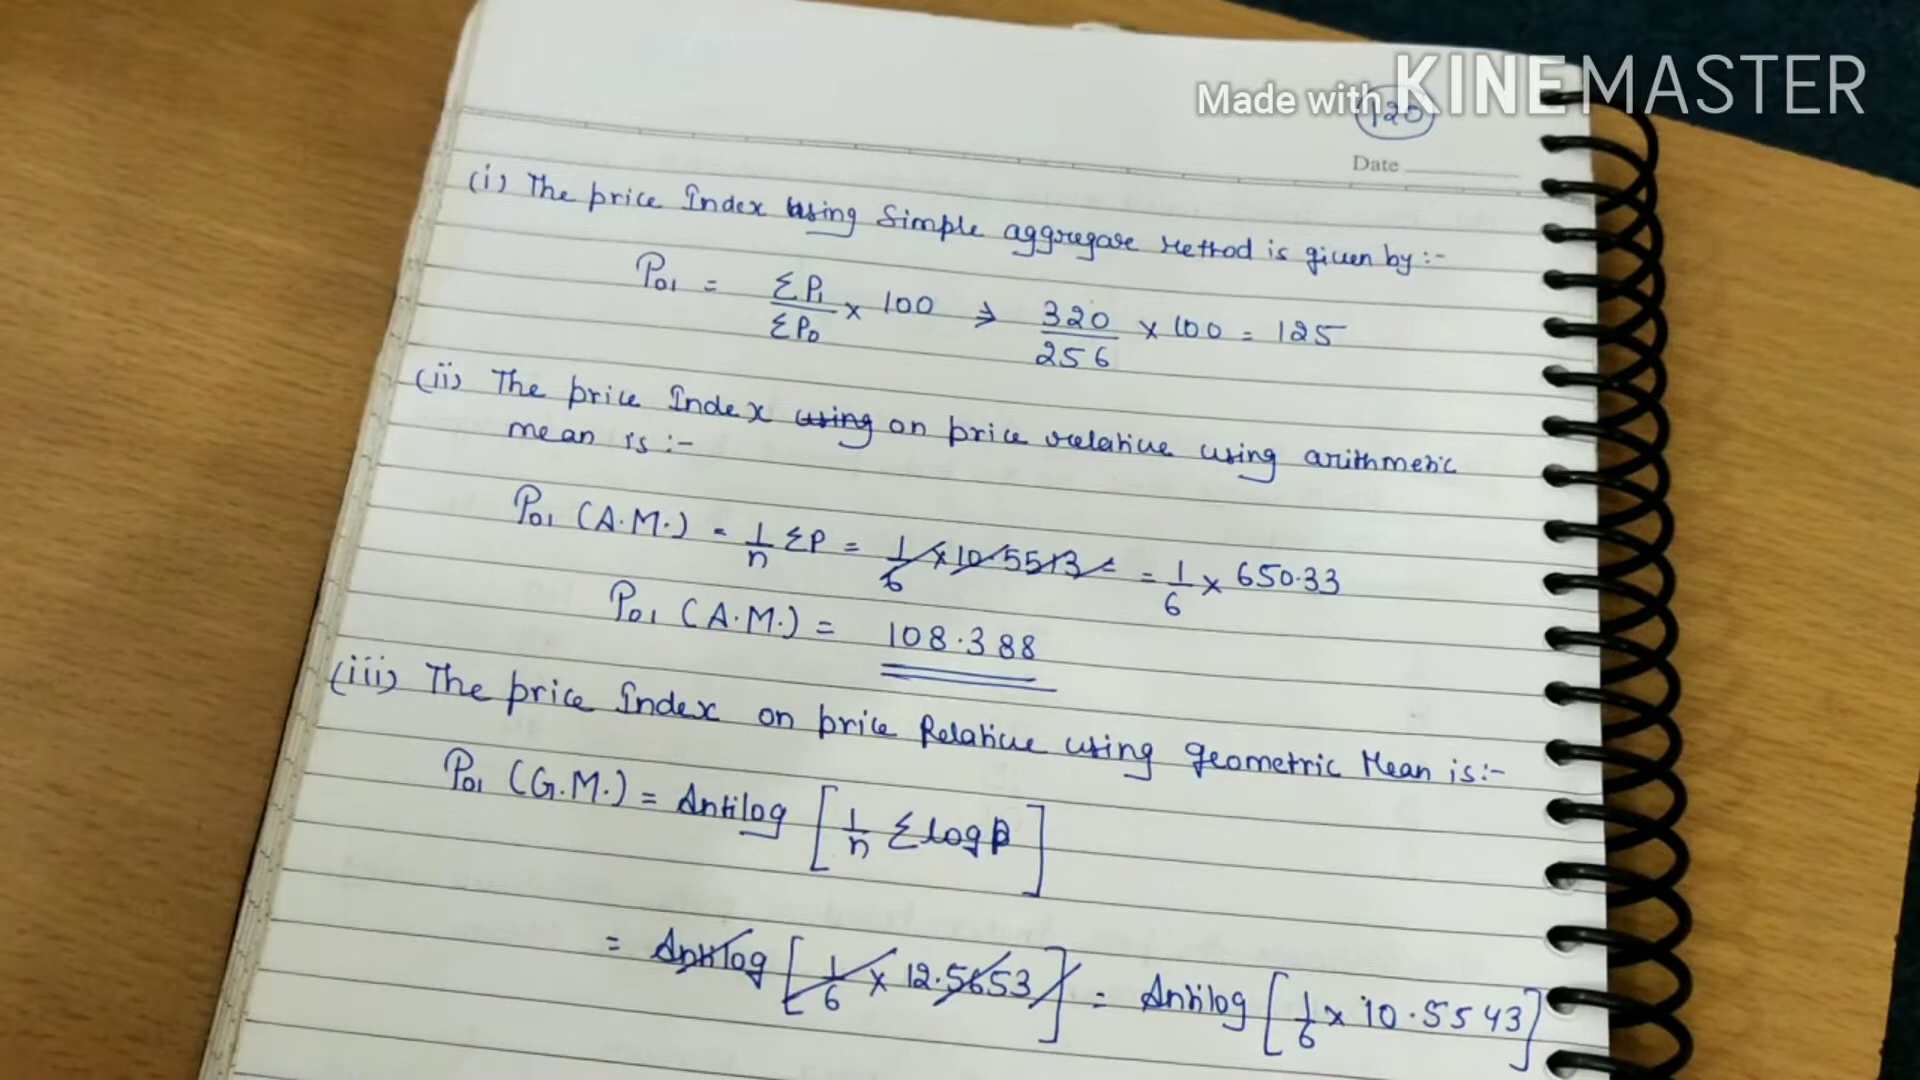 Made with KINEMASTER
120
Date
(i) The price Index using Simple aggregate Method is given by :-
P01 = ΣP1/ΣP0 × 100 ⇒ 320/256 × 100 = 125
(ii) The price Index using on price relative using arithmetic
mean is :-
P01 (A.M.) = 1/n ΣP = 1/6 × 10.5513 = = 1/6 × 650.33
P01 (A.M.) = 108.388
(iii) The price Index on price Relative using geometric Mean is :-
P01 (G.M.) = Antilog [1/n Σ log P]
= Antilog [1/6 × 12.5653] = Antilog [1/6 × 10.5543]